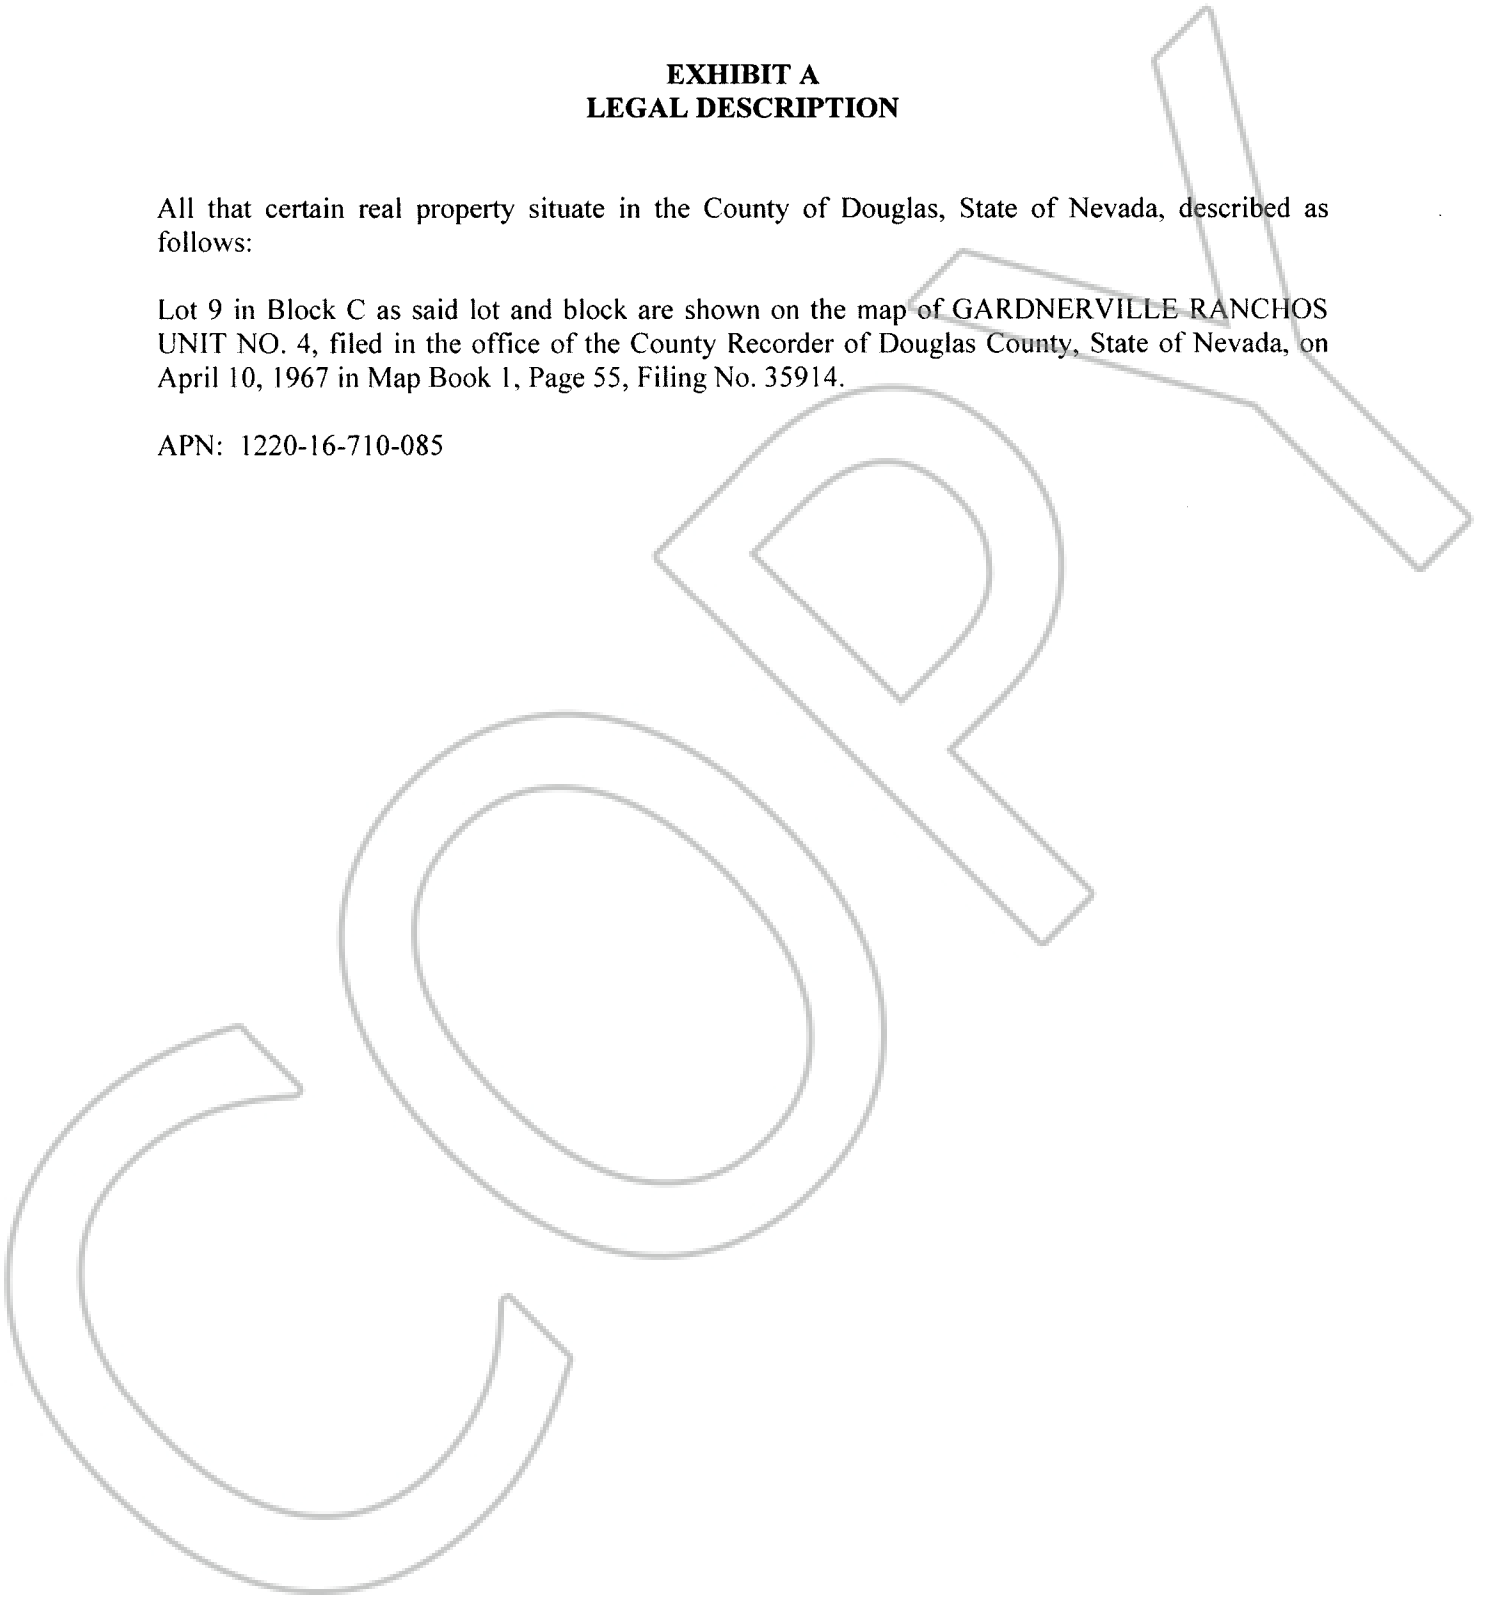 EXHIBIT A
LEGAL DESCRIPTION
All that certain real property situate in the County of Douglas, State of Nevada, described as
follows:
Lot 9 in Block C as said lot and block are shown on the map of GARDNERVILLE RANCHOS
UNIT NO. 4, filed in the office of the County Recorder of Douglas County, State of Nevada, on
April 10, 1967 in Map Book 1, Page 55, Filing No. 35914.
APN: 1220-16-710-085
COPY